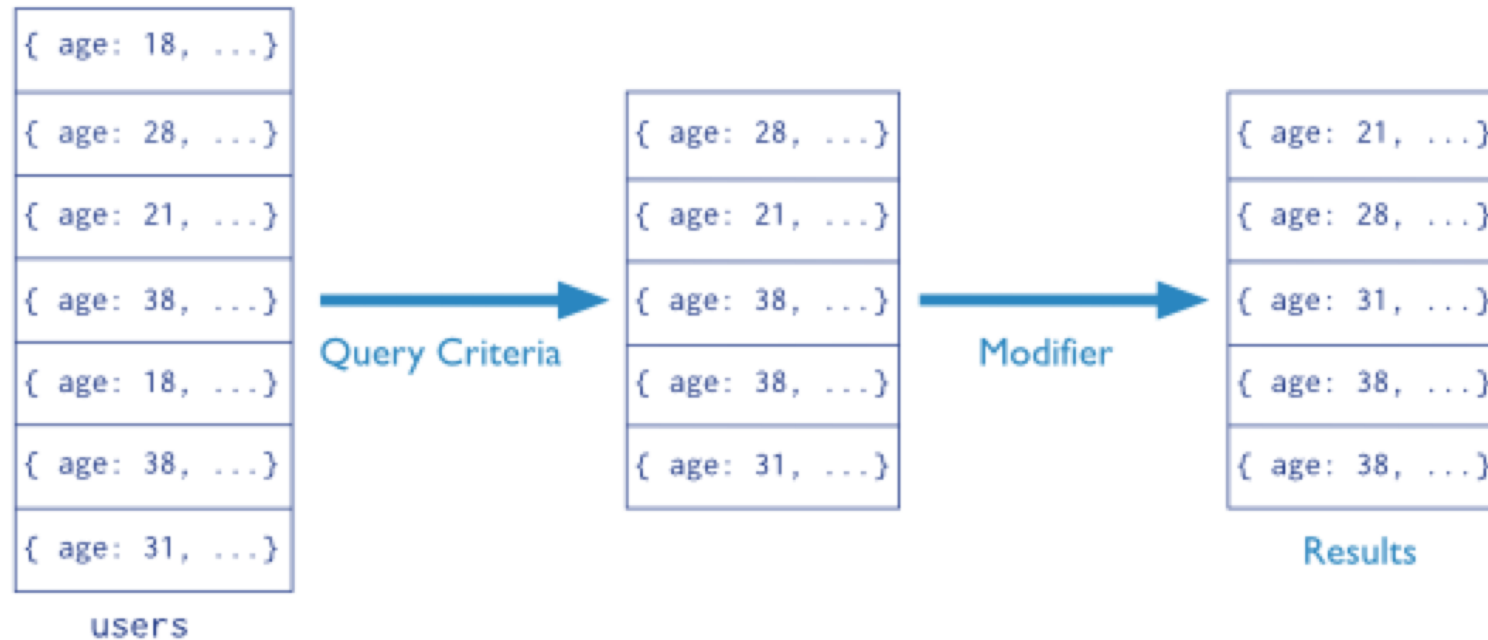 { age: 18, ...}
{ age: 28, ...}
{ age: 21, ...}
{ age: 38, ...}
{ age: 18, ...}
{ age: 38, ...}
{ age: 31, ...}
users
Query Criteria
{ age: 28, ...}
{ age: 21, ...}
{ age: 38, ...}
{ age: 38, ...}
{ age: 31, ...}
Modifier
{ age: 21, ...}
{ age: 28, ...}
{ age: 31, ...}
{ age: 38, ...}
{ age: 38, ...}
Results